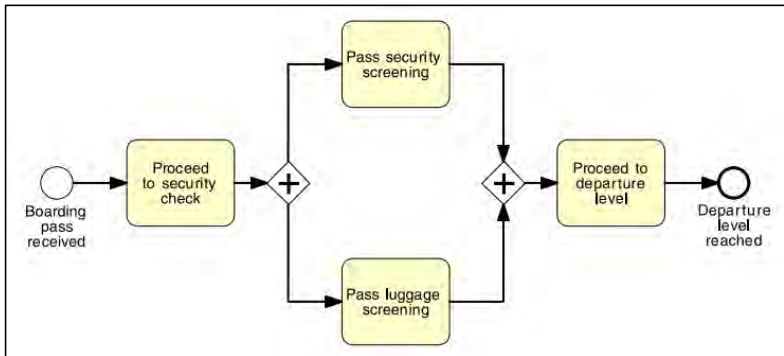 Boarding
pass
received
Proceed
to security
check
Pass security
screening
Pass luggage
screening
Proceed to
departure
level
Departure
level
reached